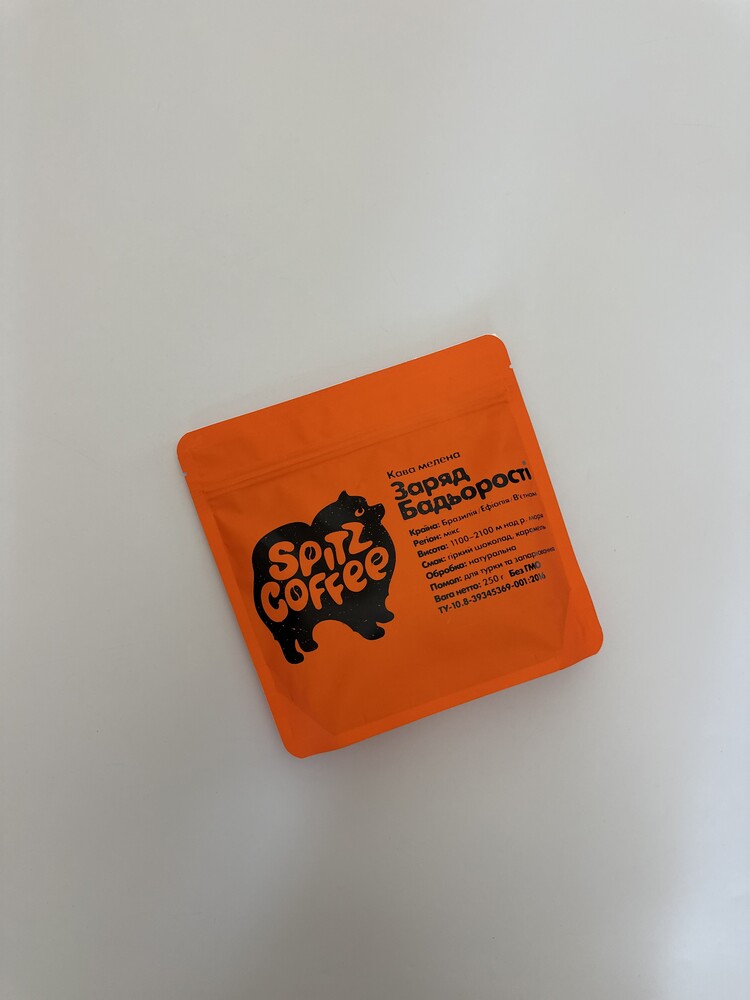 SPITZ
COFFEE
Кава мелена
Заряд
Бадьорості
Країна: Бразилія/Ефіопія/В'єтнам
Регіон: мікс
Висота: 1100–2100 м над р. моря
Смак: гіркий шоколад, карамель
Обробка: натуральна
Помол: для турки та запарювання
Вага нетто: 250 г Без ГМО
ТУ-10.8-39345369-001:2016